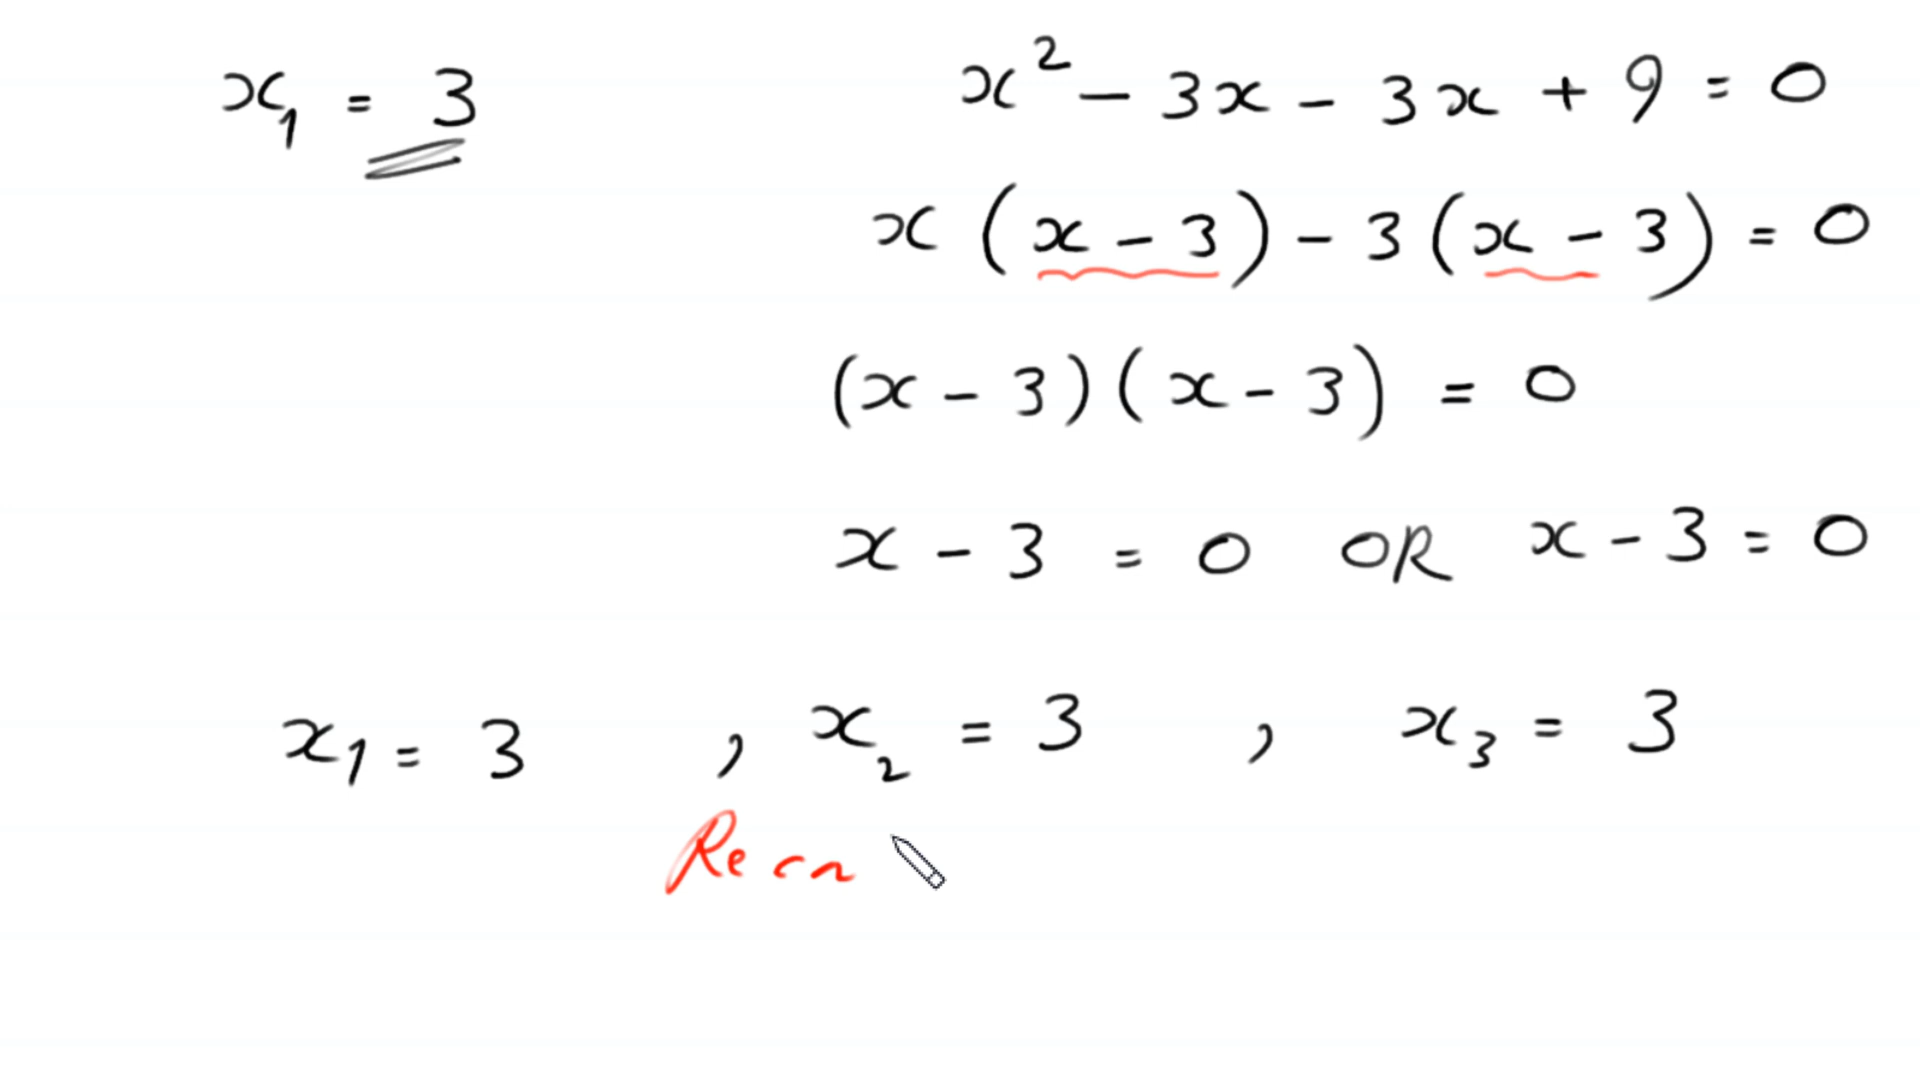 x₁ = 3
x² - 3x - 3x + 9 = 0
x (x - 3) - 3 (x - 3) = 0
(x - 3) (x - 3) = 0
x - 3 = 0 OR x - 3 = 0
x₁ = 3 , x₂ = 3 , x₃ = 3